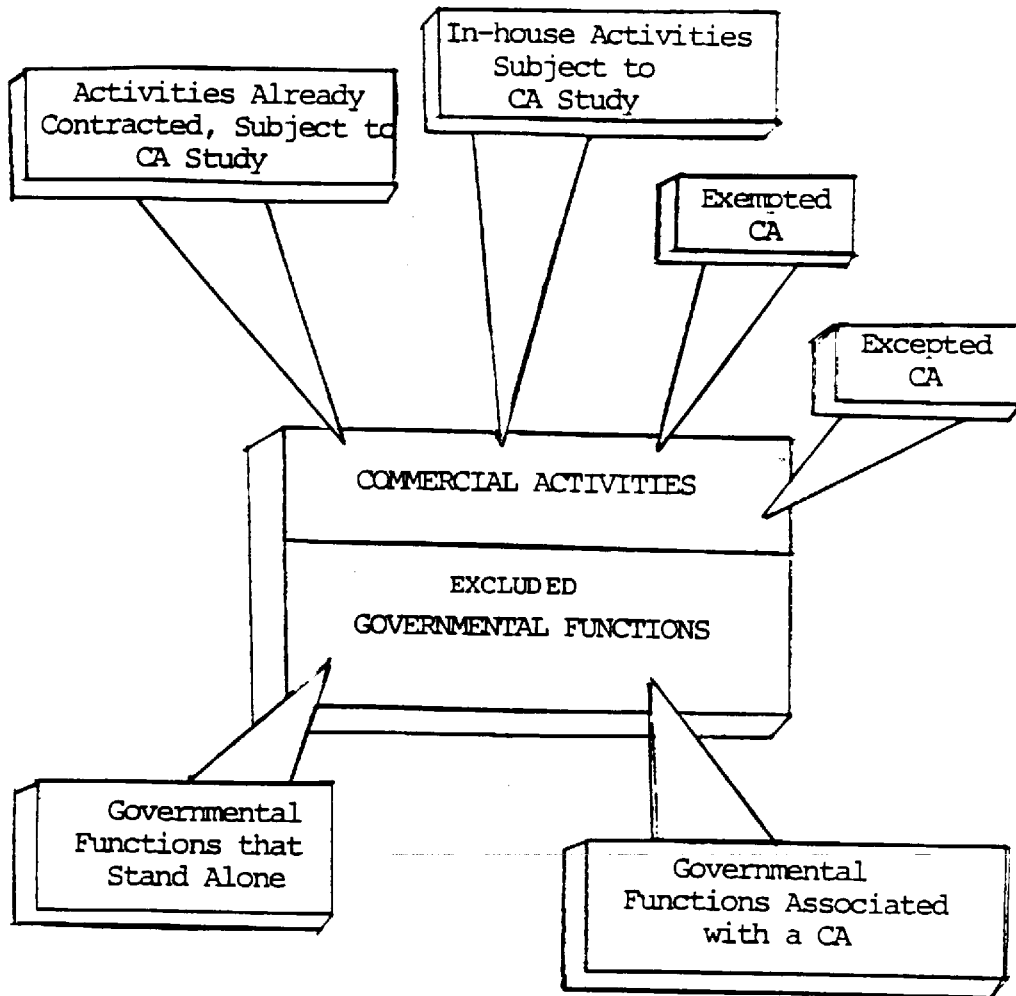 Activities Already
Contracted, Subject to
CA Study
In-house Activities
Subject to
CA Study
Exempted
CA
Excepted
CA
COMMERCIAL ACTIVITIES
EXCLUDED
GOVERNMENTAL FUNCTIONS
Governmental
Functions that
Stand Alone
Governmental
Functions Associated
with a CA